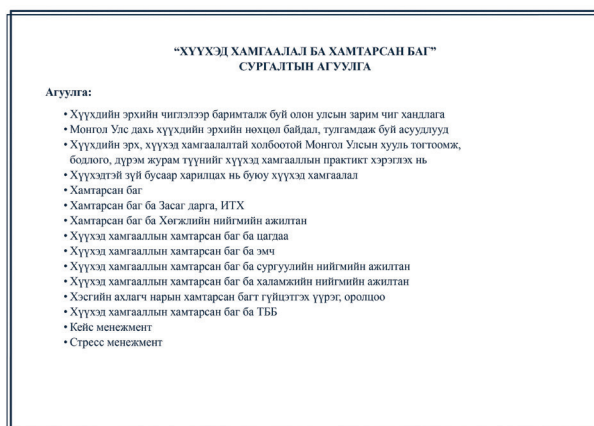 “ХҮҮХЭД ХАМГААЛАЛ БА ХАМТАРСАН БАГ”
СУРГАЛТЫН АГУУЛГА
Агуулга:
• Хүүхдийн эрхийн чиглэлээр баримталж буй олон улсын зарим чиг хандлага
• Монгол Улс дахь хүүхдийн эрхийн нөхцөл байдал, тулгамдаж буй асуудлууд
• Хүүхдийн эрх, хүүхэд хамгаалалтай холбоотой Монгол Улсын хууль тогтоомж,
бодлого, дүрэм журам түүнийг хүүхэд хамгааллын практикт хэрэглэх нь
• Хүүхэдтэй зүй бусаар харилцах нь буюу хүүхэд хамгаалал
• Хамтарсан баг
• Хамтарсан баг ба Засаг дарга, ИТХ
• Хамтарсан баг ба Хөгжлийн нийгмийн ажилтан
• Хүүхэд хамгааллын хамтарсан баг ба цагдаа
• Хүүхэд хамгааллын хамтарсан баг ба эмч
• Хүүхэд хамгааллын хамтарсан баг ба сургуулийн нийгмийн ажилтан
• Хүүхэд хамгааллын хамтарсан баг ба халамжийн нийгмийн ажилтан
• Хэсгийн ахлагч нарын хамтарсан багт гүйцэтгэх үүрэг, оролцоо
• Хүүхэд хамгааллын хамтарсан баг ба ТББ
• Кейс менежмент
• Стресс менежмент